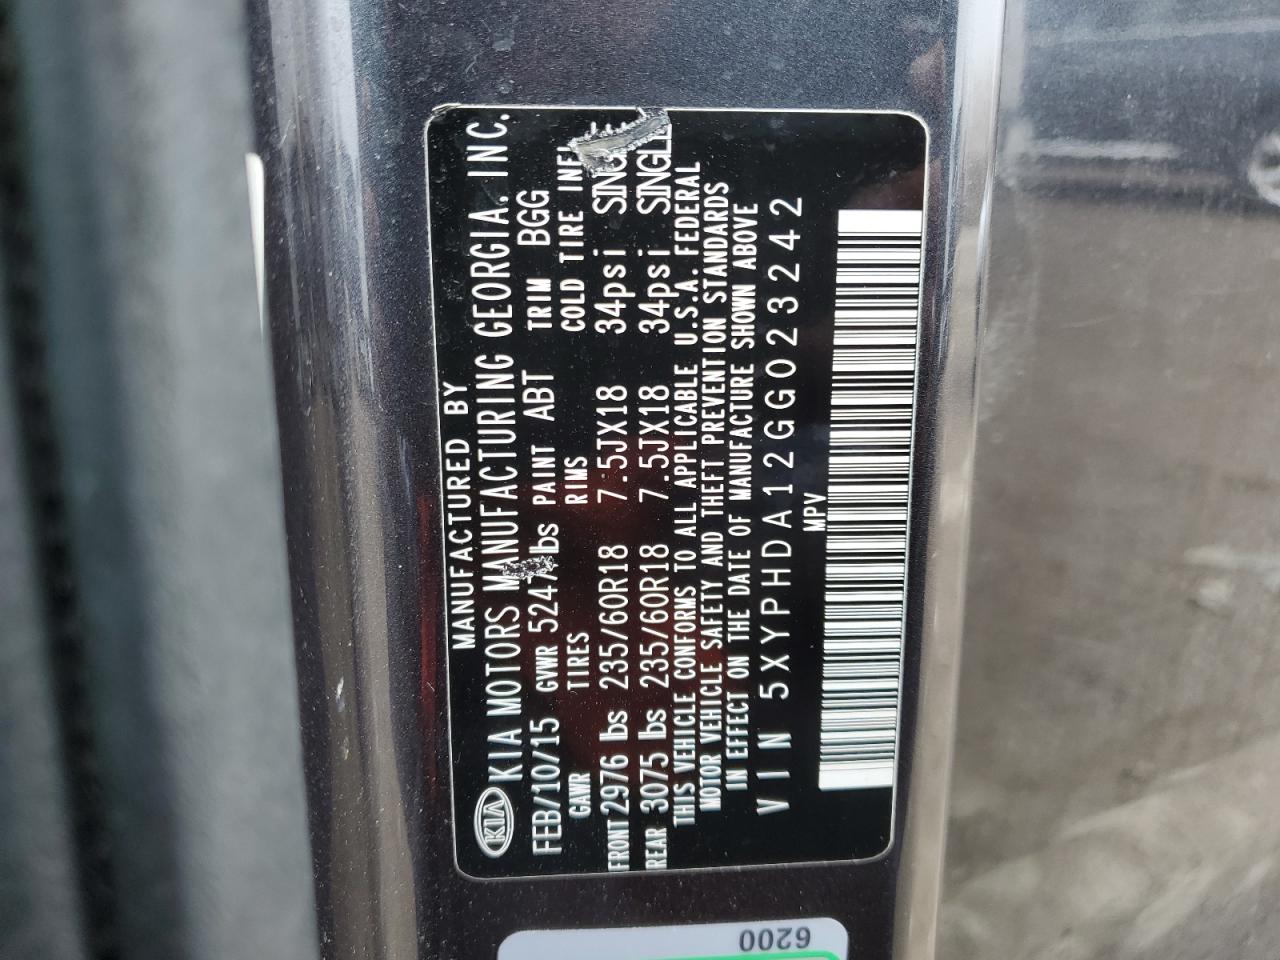 MANUFACTURED BY
KIA KIA MOTORS MANUFACTURING GEORGIA. INC.
FEB/10/15 GVWR 5247 lbs PAINT ABT TRIM BGG
GAWR TIRES RIMS COLD TIRE INFL
FRONT 2976 lbs 235/60R18 7.5JX18 34psi SINGLE
REAR 3075 lbs 235/60R18 7.5JX18 34psi SINGLE
THIS VEHICLE CONFORMS TO ALL APPLICABLE U.S.A. FEDERAL
MOTOR VEHICLE SAFETY AND THEFT PREVENTION STANDARDS
IN EFFECT ON THE DATE OF MANUFACTURE SHOWN ABOVE
VIN 5XYPHDA12GG023242
MPV
6200